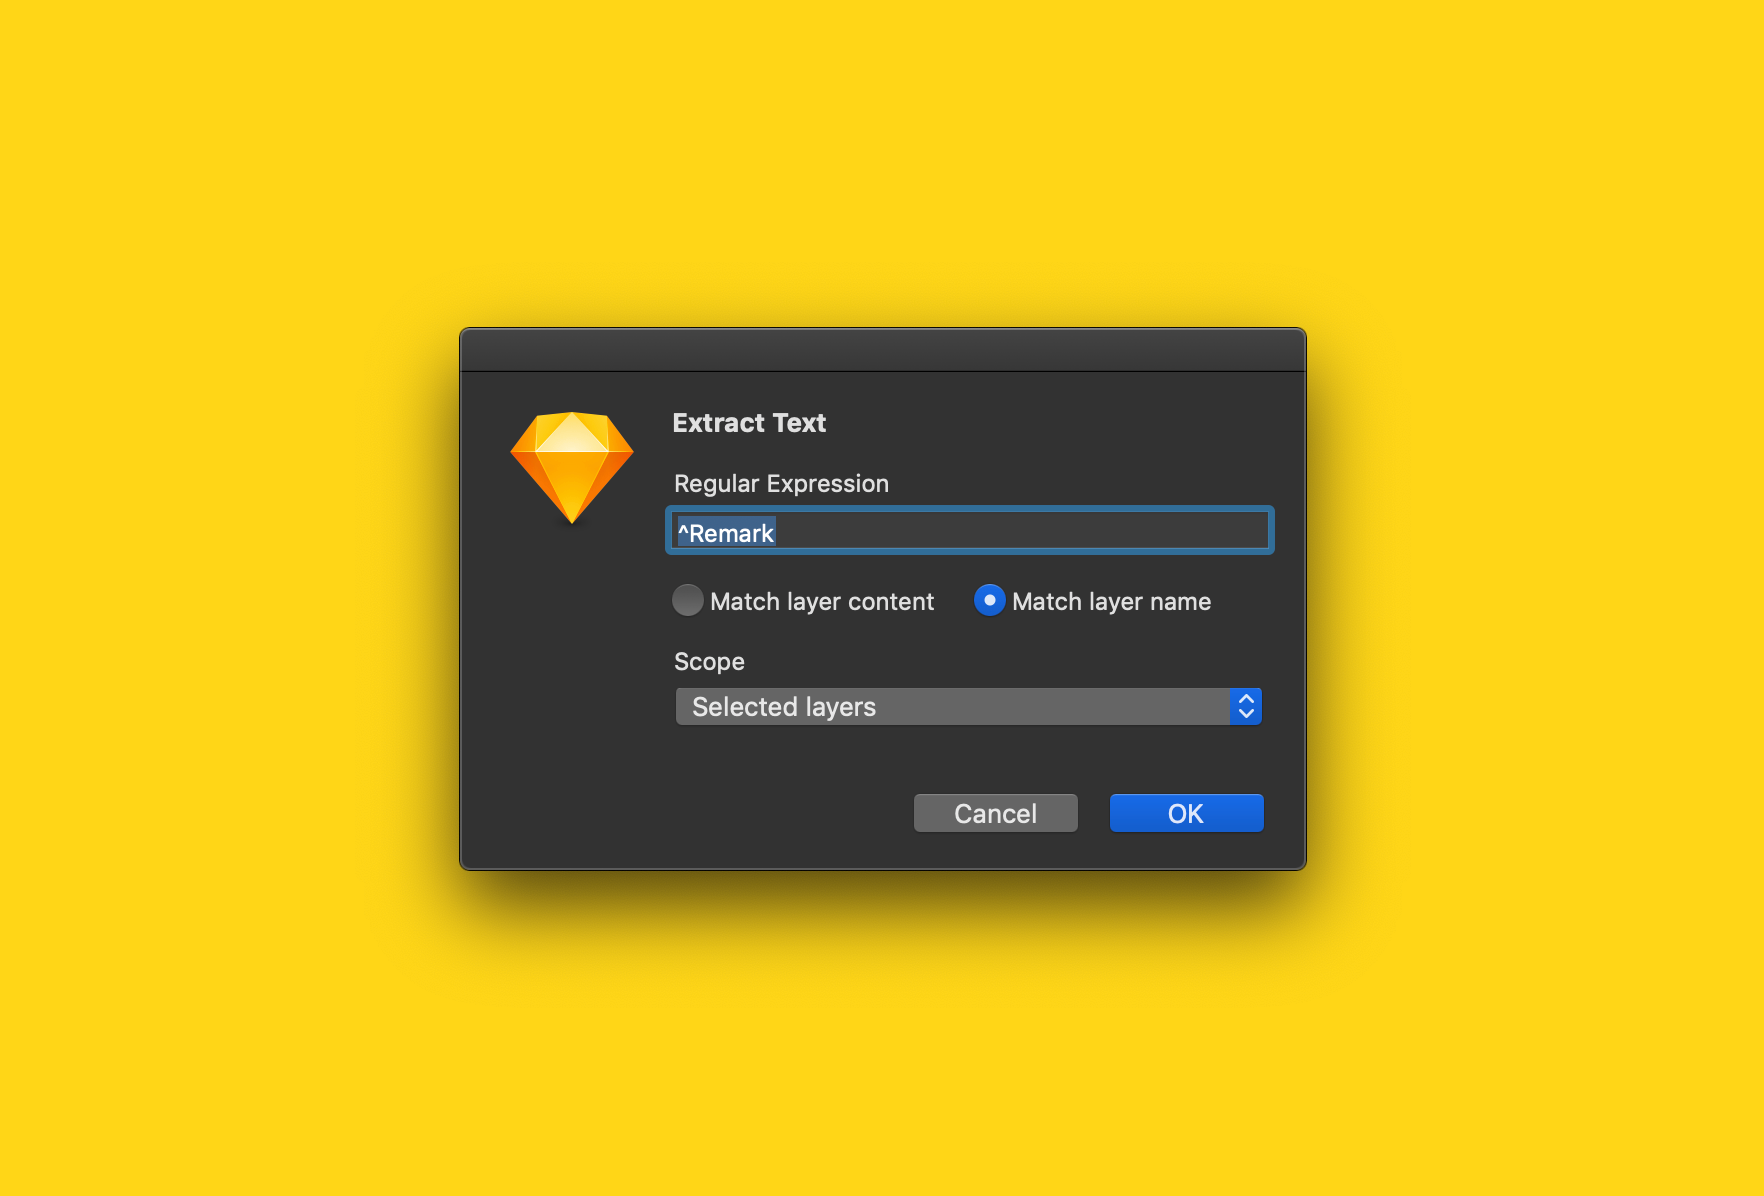 Extract Text
Regular Expression
^Remark
Match layer content Match layer name
Scope
Selected layers
Cancel OK